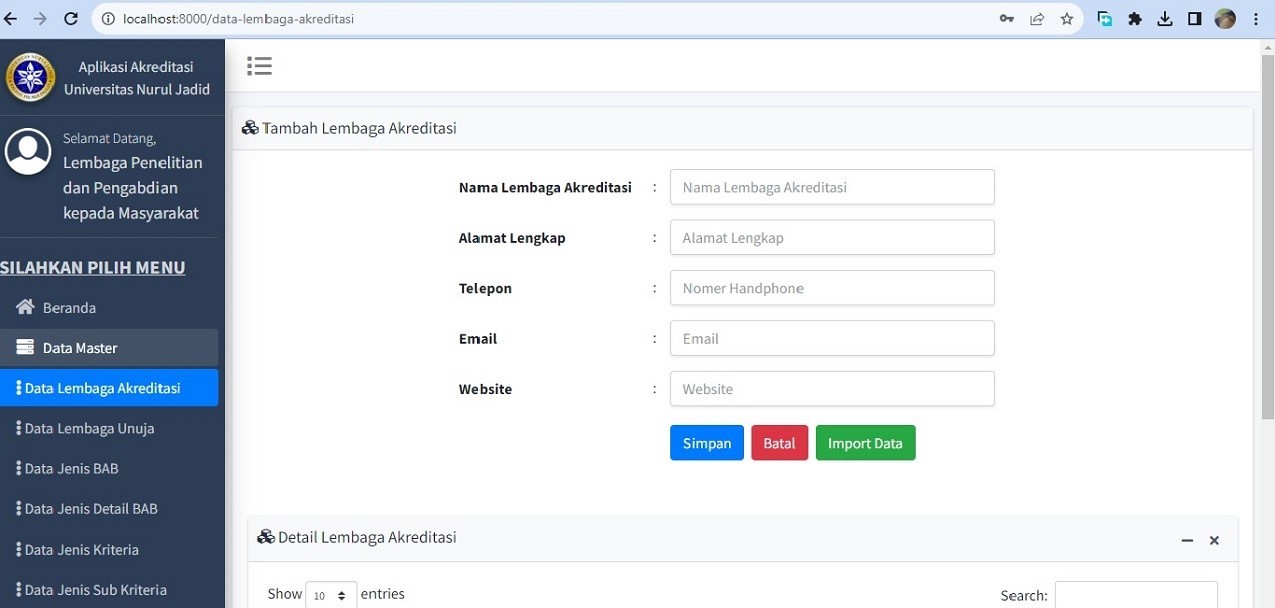 localhost:8000/data-lembaga-akreditasi
Aplikasi Akreditasi
Universitas Nurul Jadid
Selamat Datang,
Lembaga Penelitian
dan Pengabdian
kepada Masyarakat
SILAHKAN PILIH MENU
Beranda
Data Master
Data Lembaga Akreditasi
Data Lembaga Unuja
Data Jenis BAB
Data Jenis Detail BAB
Data Jenis Kriteria
Data Jenis Sub Kriteria
Tambah Lembaga Akreditasi
Nama Lembaga Akreditasi : Nama Lembaga Akreditasi
Alamat Lengkap : Alamat Lengkap
Telepon : Nomer Handphone
Email : Email
Website : Website
Simpan Batal Import Data
Detail Lembaga Akreditasi
Show 10 entries Search: